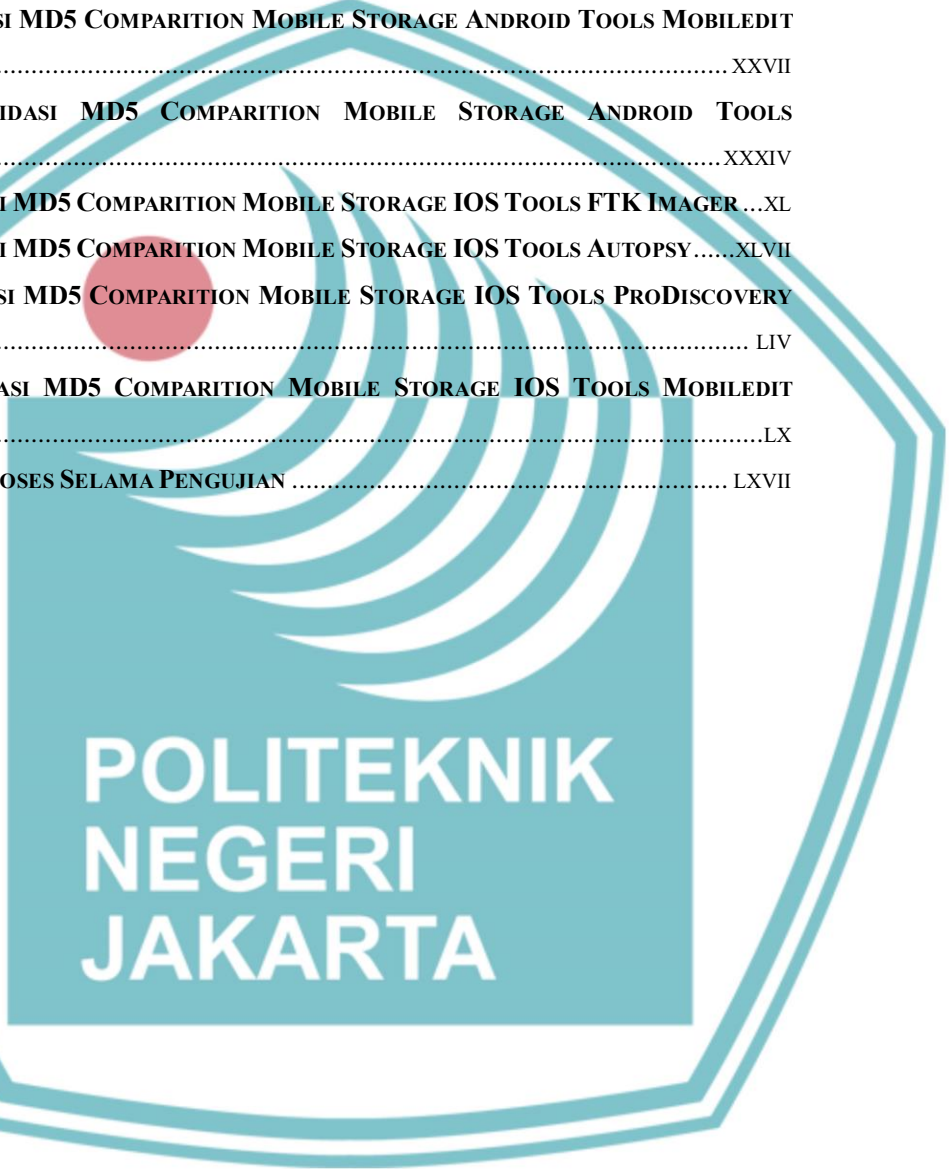 SI MD5 COMPARITION MOBILE STORAGE ANDROID TOOLS MOBILEDIT
........ XXVII
IDASI MD5 COMPARITION MOBILE STORAGE ANDROID TOOLS
........ XXXIV
I MD5 COMPARITION MOBILE STORAGE IOS TOOLS FTK IMAGER...XL
I MD5 COMPARITION MOBILE STORAGE IOS TOOLS AUTOPSY......XLVII
SI MD5 COMPARITION MOBILE STORAGE IOS TOOLS PRODISCOVERY
........ LIV
ASI MD5 COMPARITION MOBILE STORAGE IOS TOOLS MOBILEDIT
........LX
OSES SELAMA PENGUJIAN ........ LXVII
POLITEKNIK
NEGERI
JAKARTA